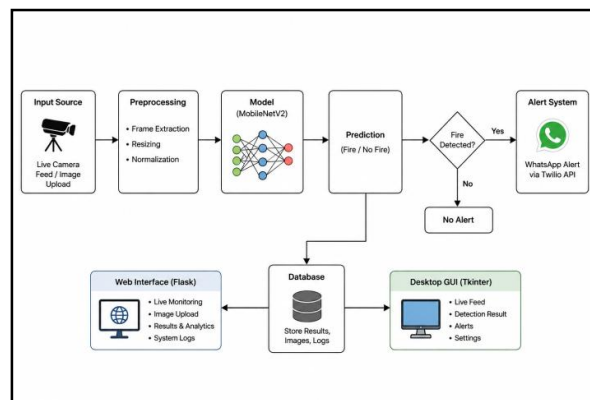 Input Source
Live Camera
Feed / Image
Upload
Preprocessing
• Frame Extraction
• Resizing
• Normalization
Model
(MobileNetV2)
Prediction
(Fire / No Fire)
Fire
Detected?
Yes
No
No Alert
Alert System
WhatsApp Alert
via Twilio API
Web Interface (Flask)
• Live Monitoring
• Image Upload
• Results & Analytics
• System Logs
Database
Store Results,
Images, Logs
Desktop GUI (Tkinter)
• Live Feed
• Detection Result
• Alerts
• Settings